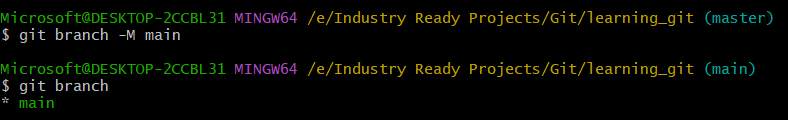 Microsoft@DESKTOP-2CCBL31 MINGW64 /e/Industry Ready Projects/Git/learning_git (master)
$ git branch -M main
Microsoft@DESKTOP-2CCBL31 MINGW64 /e/Industry Ready Projects/Git/learning_git (main)
$ git branch
* main